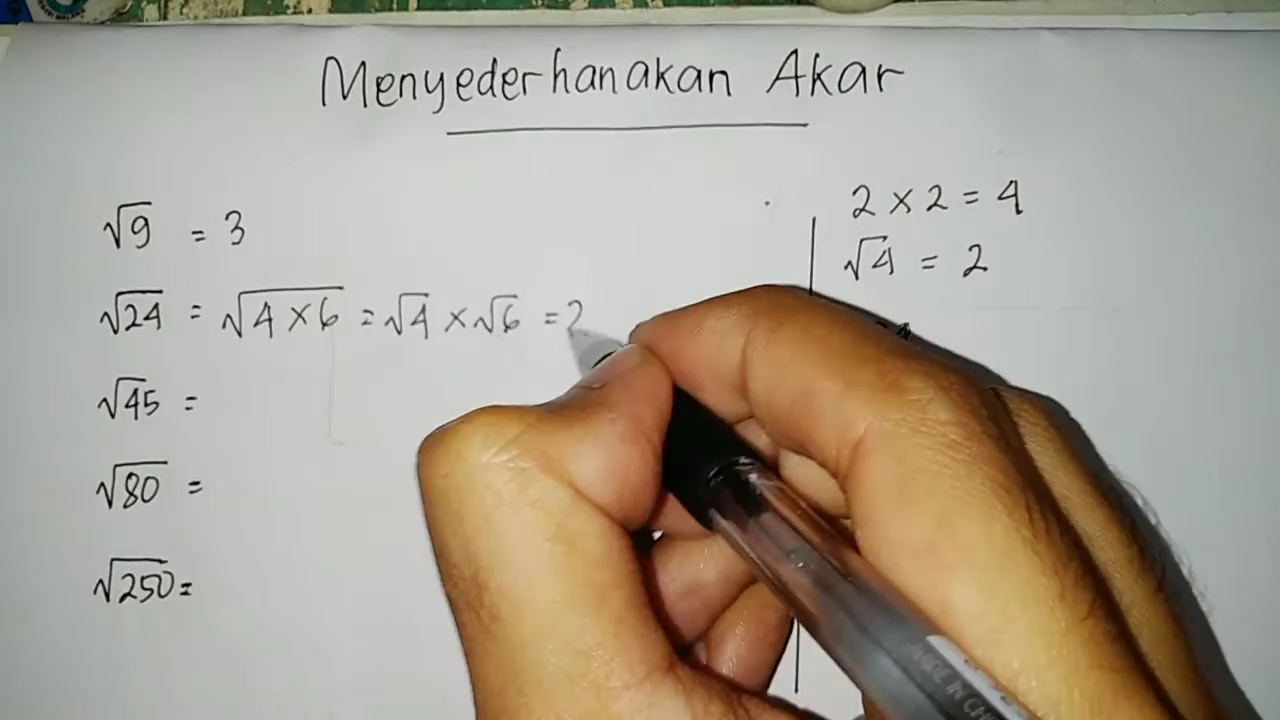 Menyederhanakan Akar
√9 = 3
√24 = √4×6 = √4 × √6 = 2
√45 =
√80 =
√250 =
2 × 2 = 4
√4 = 2